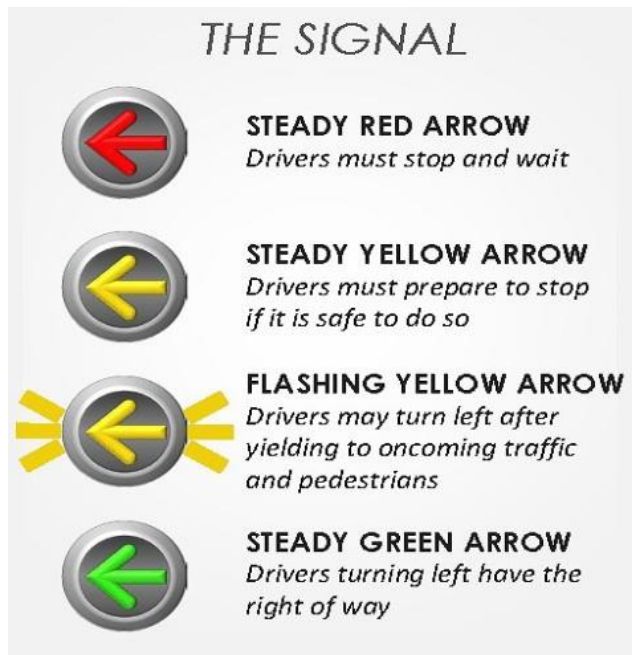 THE SIGNAL
STEADY RED ARROW
Drivers must stop and wait
STEADY YELLOW ARROW
Drivers must prepare to stop
if it is safe to do so
FLASHING YELLOW ARROW
Drivers may turn left after
yielding to oncoming traffic
and pedestrians
STEADY GREEN ARROW
Drivers turning left have the
right of way